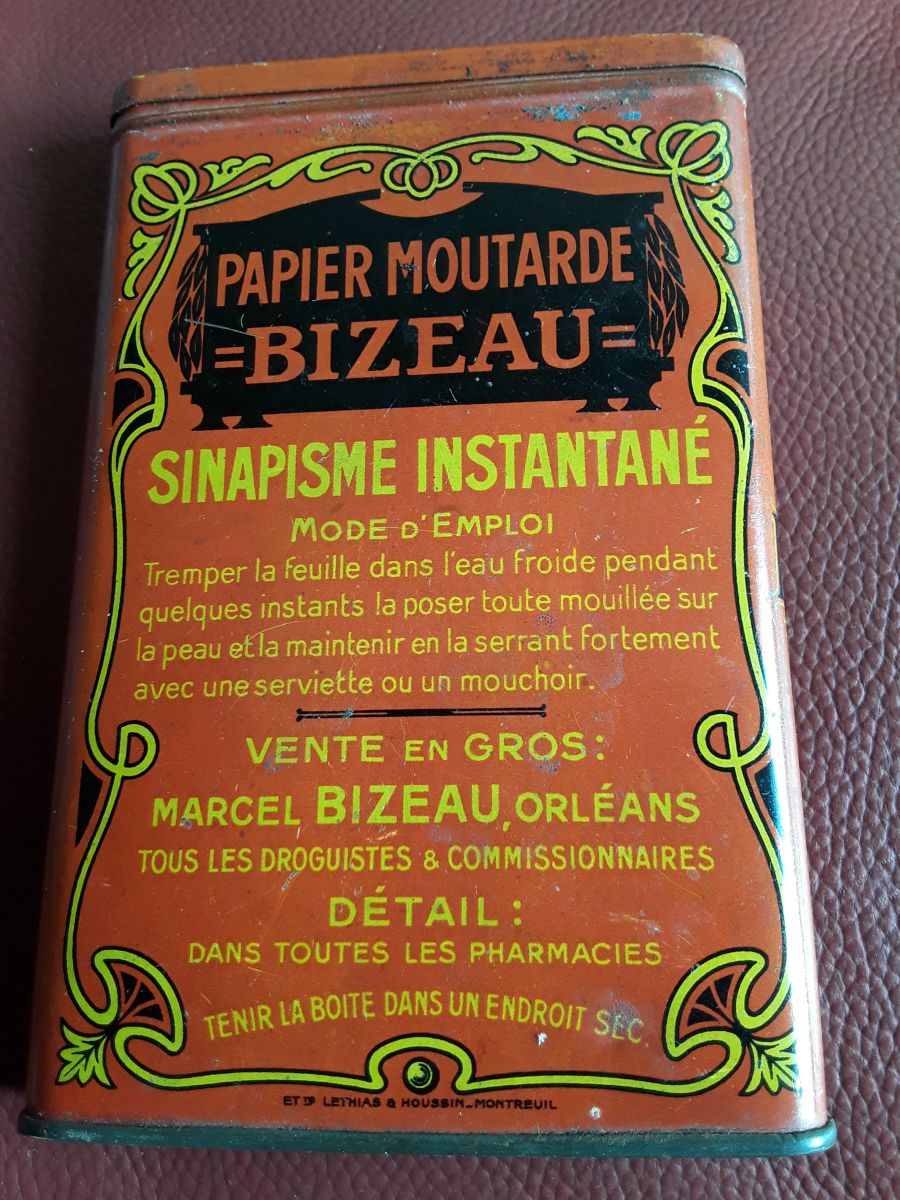 PAPIER MOUTARDE
=BIZEAU=
SINAPISME INSTANTANÉ
MODE D'EMPLOI
Tremper la feuille dans l'eau froide pendant
quelques instants la poser toute mouillée sur
la peau et la maintenir en la serrant fortement
avec une serviette ou un mouchoir.
VENTE EN GROS:
MARCEL BIZEAU, ORLÉANS
TOUS LES DROGUISTES & COMMISSIONNAIRES
DÉTAIL:
DANS TOUTES LES PHARMACIES
TENIR LA BOITE DANS UN ENDROIT SEC.
ETTS LETHIAS & HOUSSIN_MONTREUIL